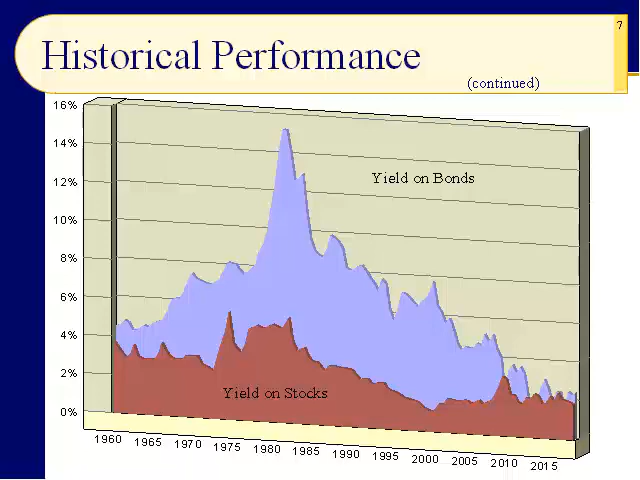 7
Historical Performance
(continued)
16%
14%
12%
10%
8%
6%
4%
2%
0%
Yield on Bonds
Yield on Stocks
1960 1965 1970 1975 1980 1985 1990 1995 2000 2005 2010 2015